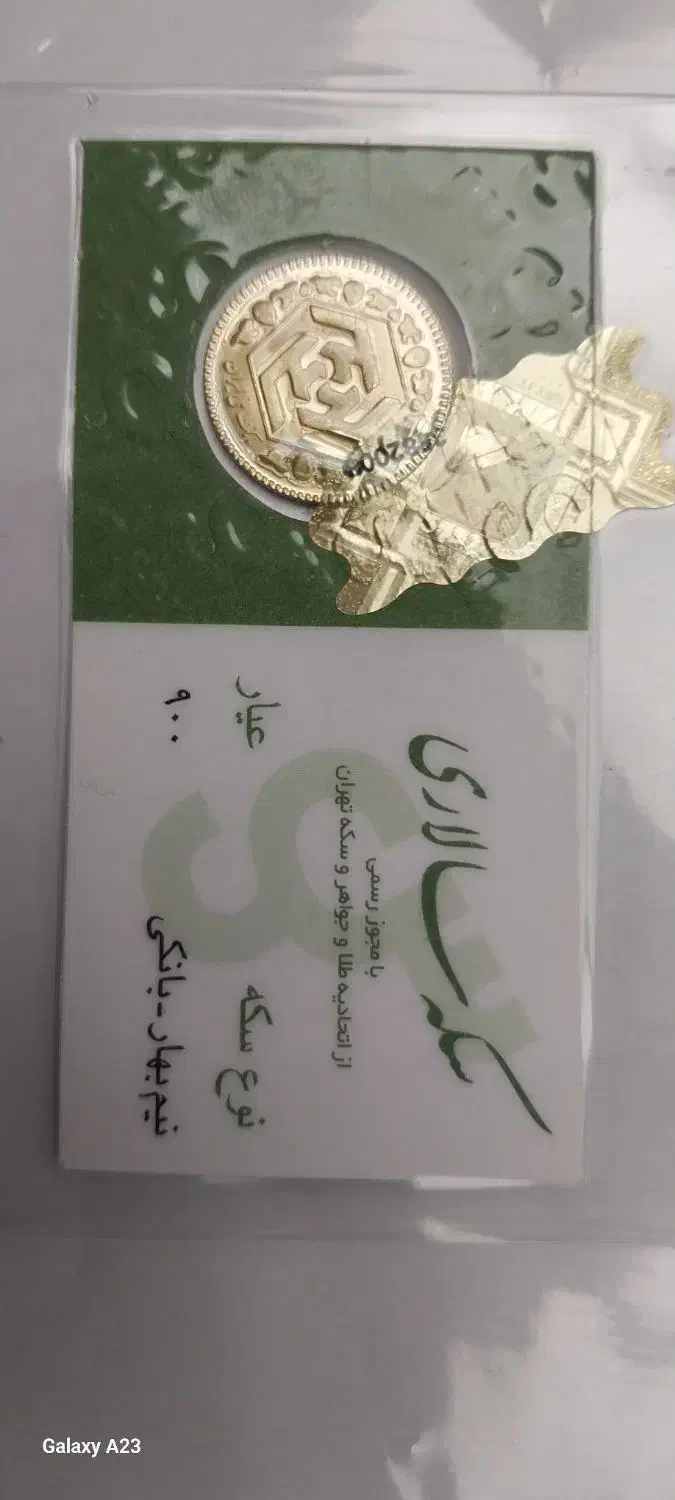 سکه سالاری
با مجوز رسمی
از اتحادیه طلا و جواهر و سکه تهران
نوع سکه
نیم بهار - بانکی
عیار
۹۰۰
Galaxy A23